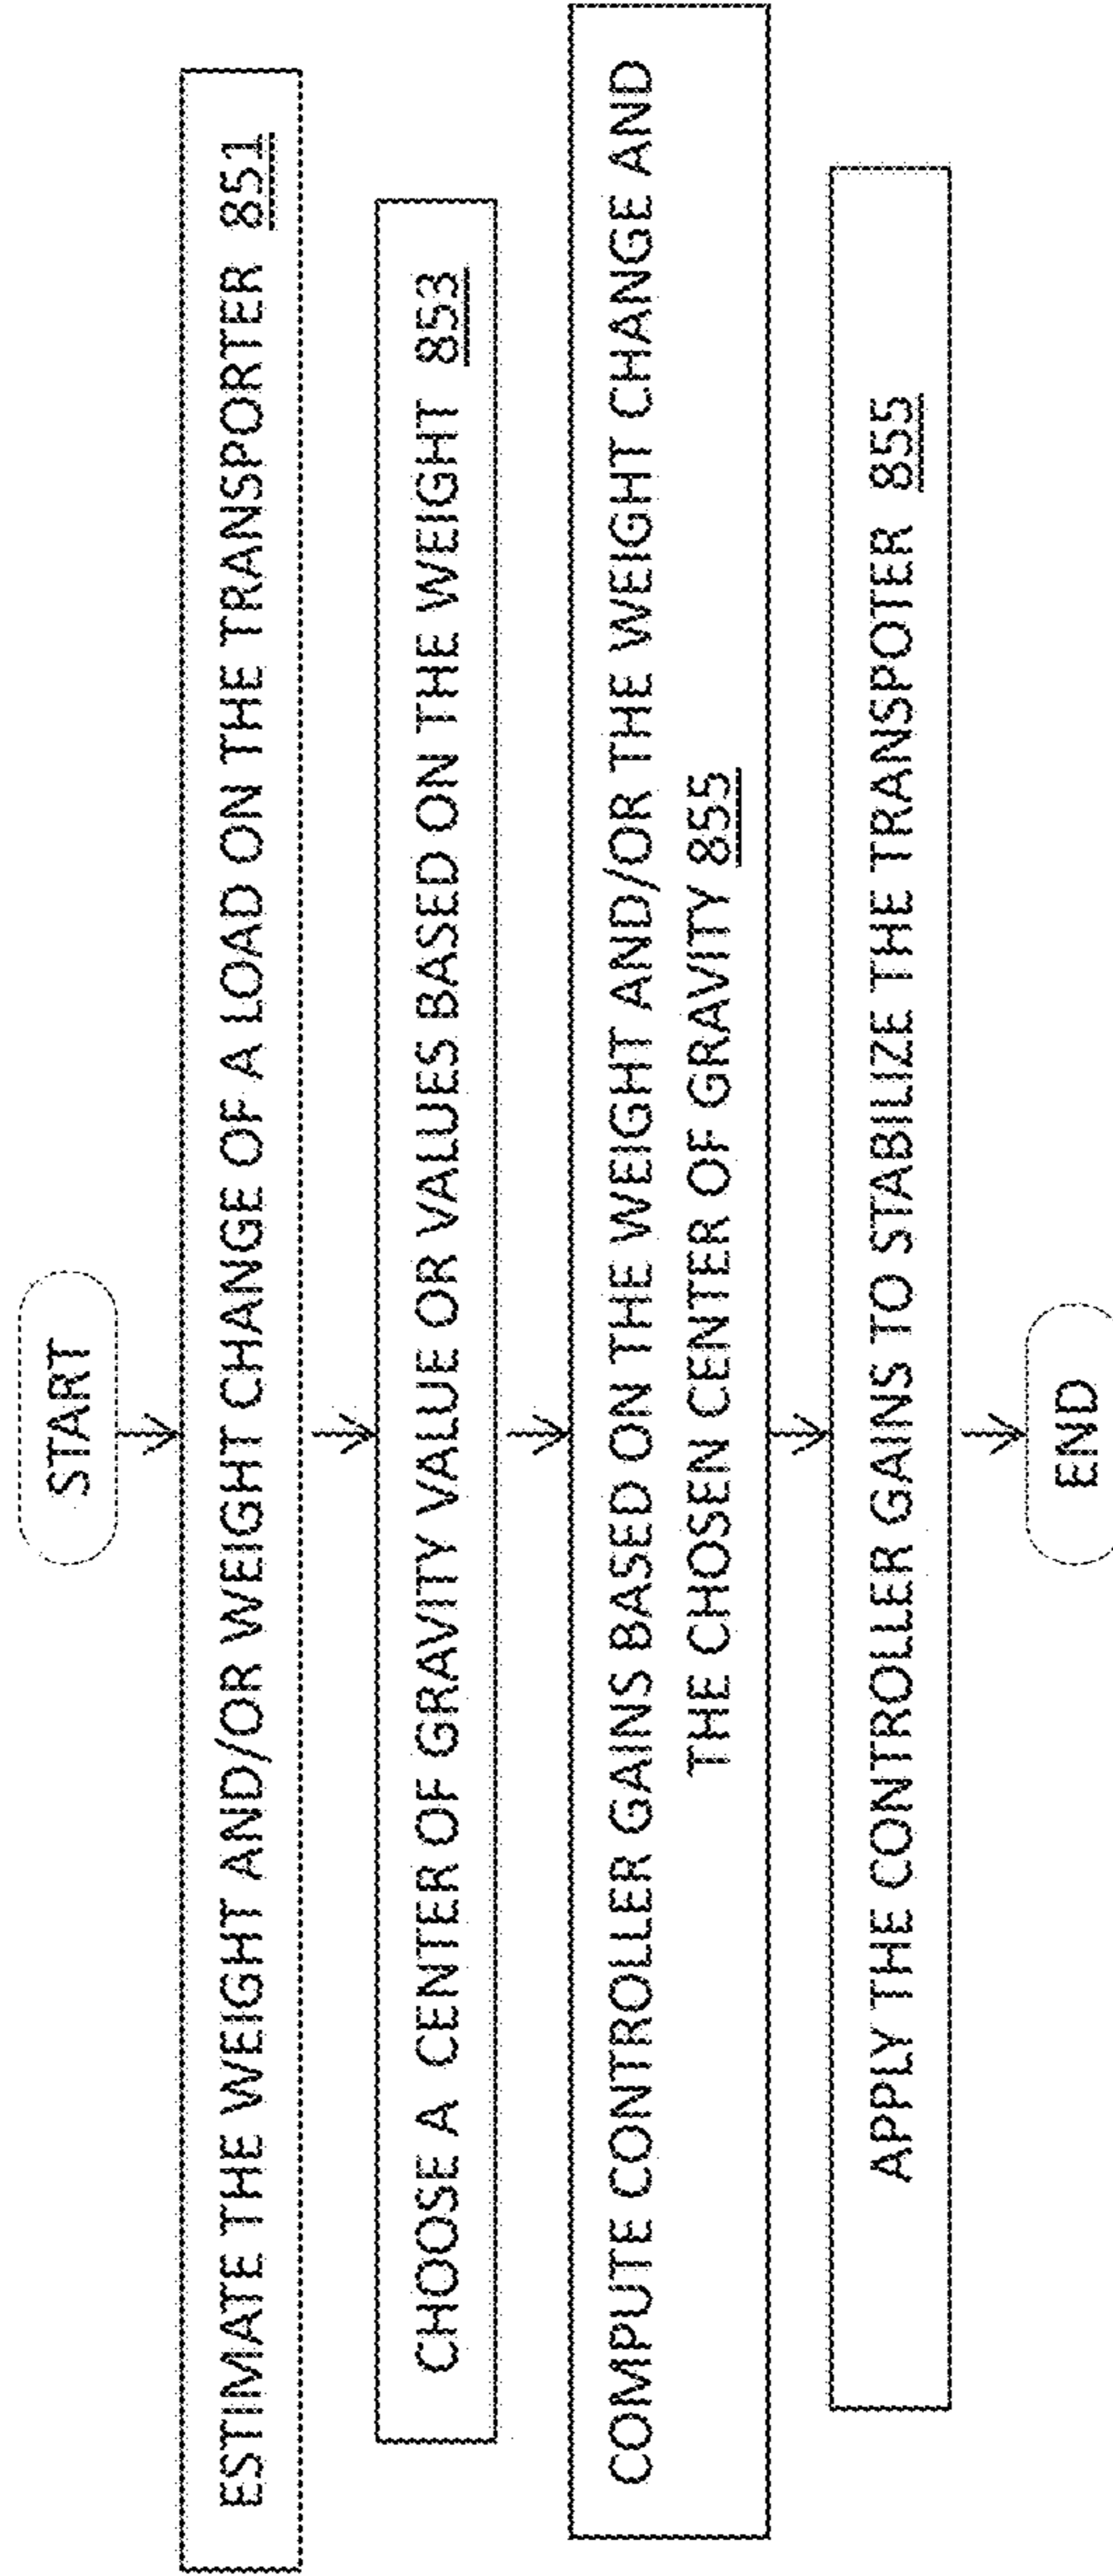 START
ESTIMATE THE WEIGHT AND/OR WEIGHT CHANGE OF A LOAD ON THE TRANSPORTER 851
CHOOSE A CENTER OF GRAVITY VALUE OR VALUES BASED ON THE WEIGHT 853
COMPUTE CONTROLLER GAINS BASED ON THE WEIGHT AND/OR THE WEIGHT CHANGE AND
THE CHOSEN CENTER OF GRAVITY 855
APPLY THE CONTROLLER GAINS TO STABILIZE THE TRANSPOTER 855
END